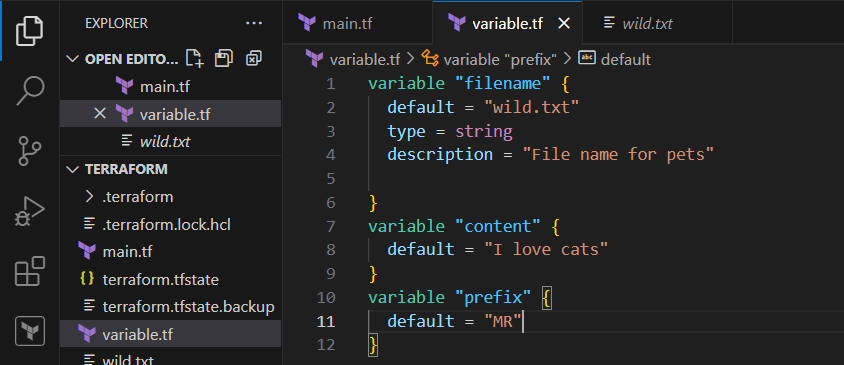 EXPLORER
OPEN EDITO...
main.tf
variable.tf
wild.txt
TERRAFORM
.terraform
.terraform.lock.hcl
main.tf
terraform.tfstate
terraform.tfstate.backup
variable.tf
wild.txt
main.tf variable.tf wild.txt
variable.tf > variable "prefix" > abc default
1 variable "filename" {
2 default = "wild.txt"
3 type = string
4 description = "File name for pets"
5
6 }
7 variable "content" {
8 default = "I love cats"
9 }
10 variable "prefix" {
11 default = "MR"
12 }